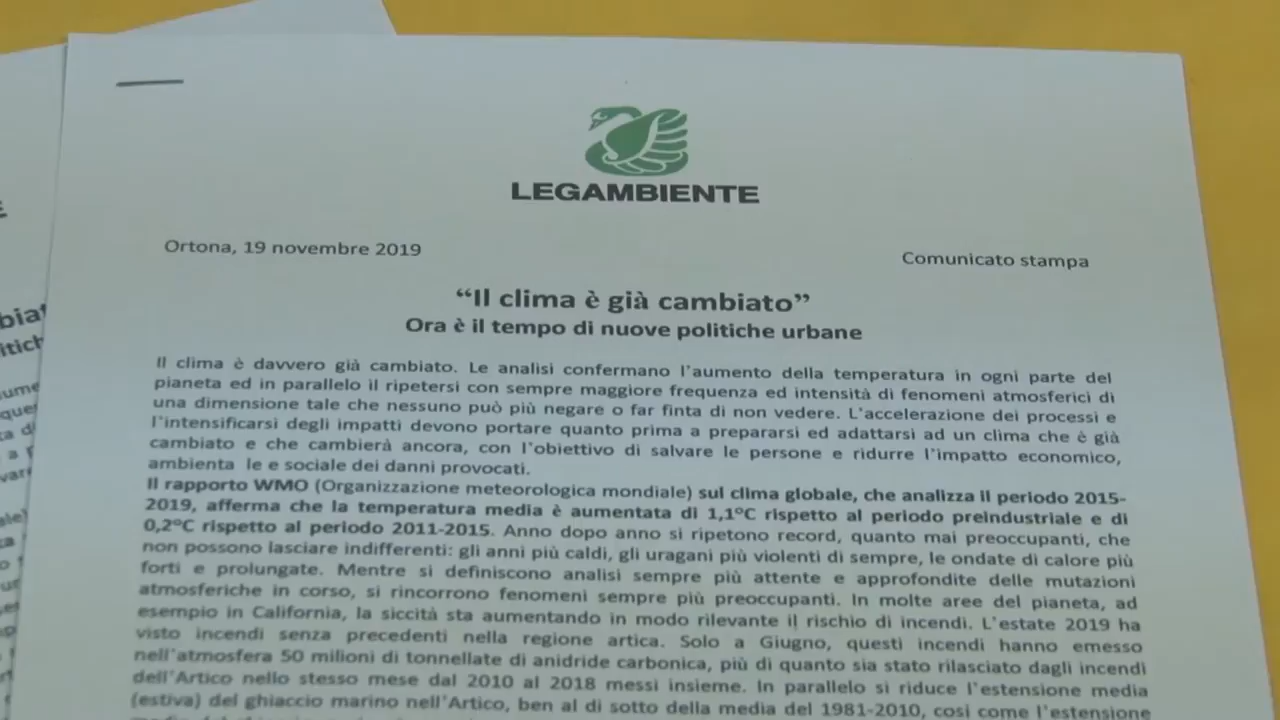 LEGAMBIENTE
Ortona, 19 novembre 2019
Comunicato stampa
“Il clima è già cambiato”
Ora è il tempo di nuove politiche urbane
Il clima è davvero già cambiato. Le analisi confermano l'aumento della temperatura in ogni parte del
pianeta ed in parallelo il ripetersi con sempre maggiore frequenza ed intensità di fenomeni atmosferici di
una dimensione tale che nessuno può più negare o far finta di non vedere. L'accelerazione dei processi e
l'intensificarsi degli impatti devono portare quanto prima a prepararsi ed adattarsi ad un clima che è già
cambiato e che cambierà ancora, con l'obiettivo di salvare le persone e ridurre l'impatto economico,
ambienta le e sociale dei danni provocati.
Il rapporto WMO (Organizzazione meteorologica mondiale) sul clima globale, che analizza il periodo 2015-
2019, afferma che la temperatura media è aumentata di 1,1°C rispetto al periodo preindustriale e di
0,2°C rispetto al periodo 2011-2015. Anno dopo anno si ripetono record, quanto mai preoccupanti, che
non possono lasciare indifferenti: gli anni più caldi, gli uragani più violenti di sempre, le ondate di calore più
forti e prolungate. Mentre si definiscono analisi sempre più attente e approfondite delle mutazioni
atmosferiche in corso, si rincorrono fenomeni sempre più preoccupanti. In molte aree del pianeta, ad
esempio in California, la siccità sta aumentando in modo rilevante il rischio di incendi. L'estate 2019 ha
visto incendi senza precedenti nella regione artica. Solo a Giugno, questi incendi hanno emesso
nell'atmosfera 50 milioni di tonnellate di anidride carbonica, più di quanto sia stato rilasciato dagli incendi
dell'Artico nello stesso mese dal 2010 al 2018 messi insieme. In parallelo si riduce l'estensione media
(estiva) del ghiaccio marino nell'Artico, ben al di sotto della media del 1981-2010, così come l'estensione